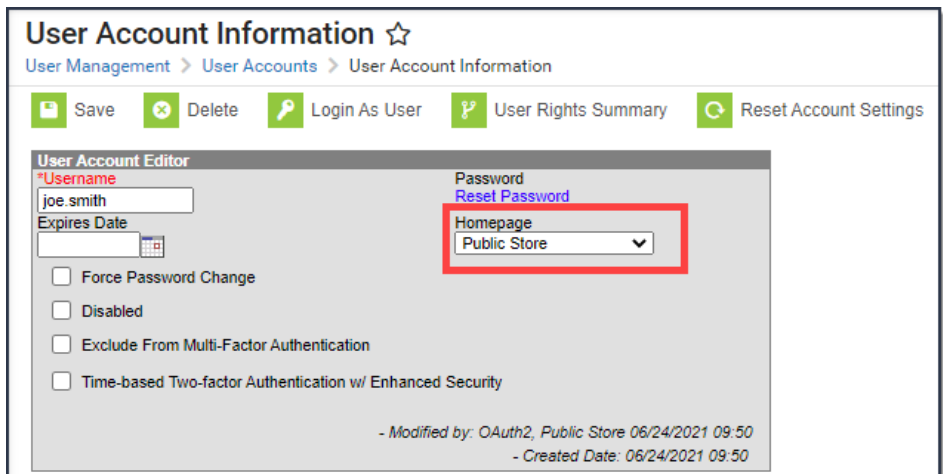 User Account Information
User Management > User Accounts > User Account Information
Save Delete Login As User User Rights Summary Reset Account Settings
User Account Editor
*Username Password
joe.smith Reset Password
Expires Date Homepage
Public Store
Force Password Change
Disabled
Exclude From Multi-Factor Authentication
Time-based Two-factor Authentication w/ Enhanced Security
- Modified by: OAuth2, Public Store 06/24/2021 09:50
- Created Date: 06/24/2021 09:50